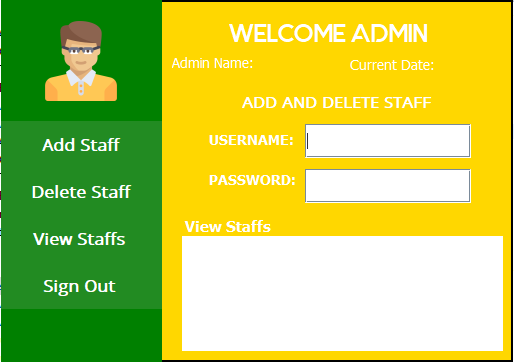 WELCOME ADMIN
Admin Name:
Current Date:
ADD AND DELETE STAFF
Add Staff
USERNAME:
Delete Staff
PASSWORD:
View Staffs
View Staffs
Sign Out